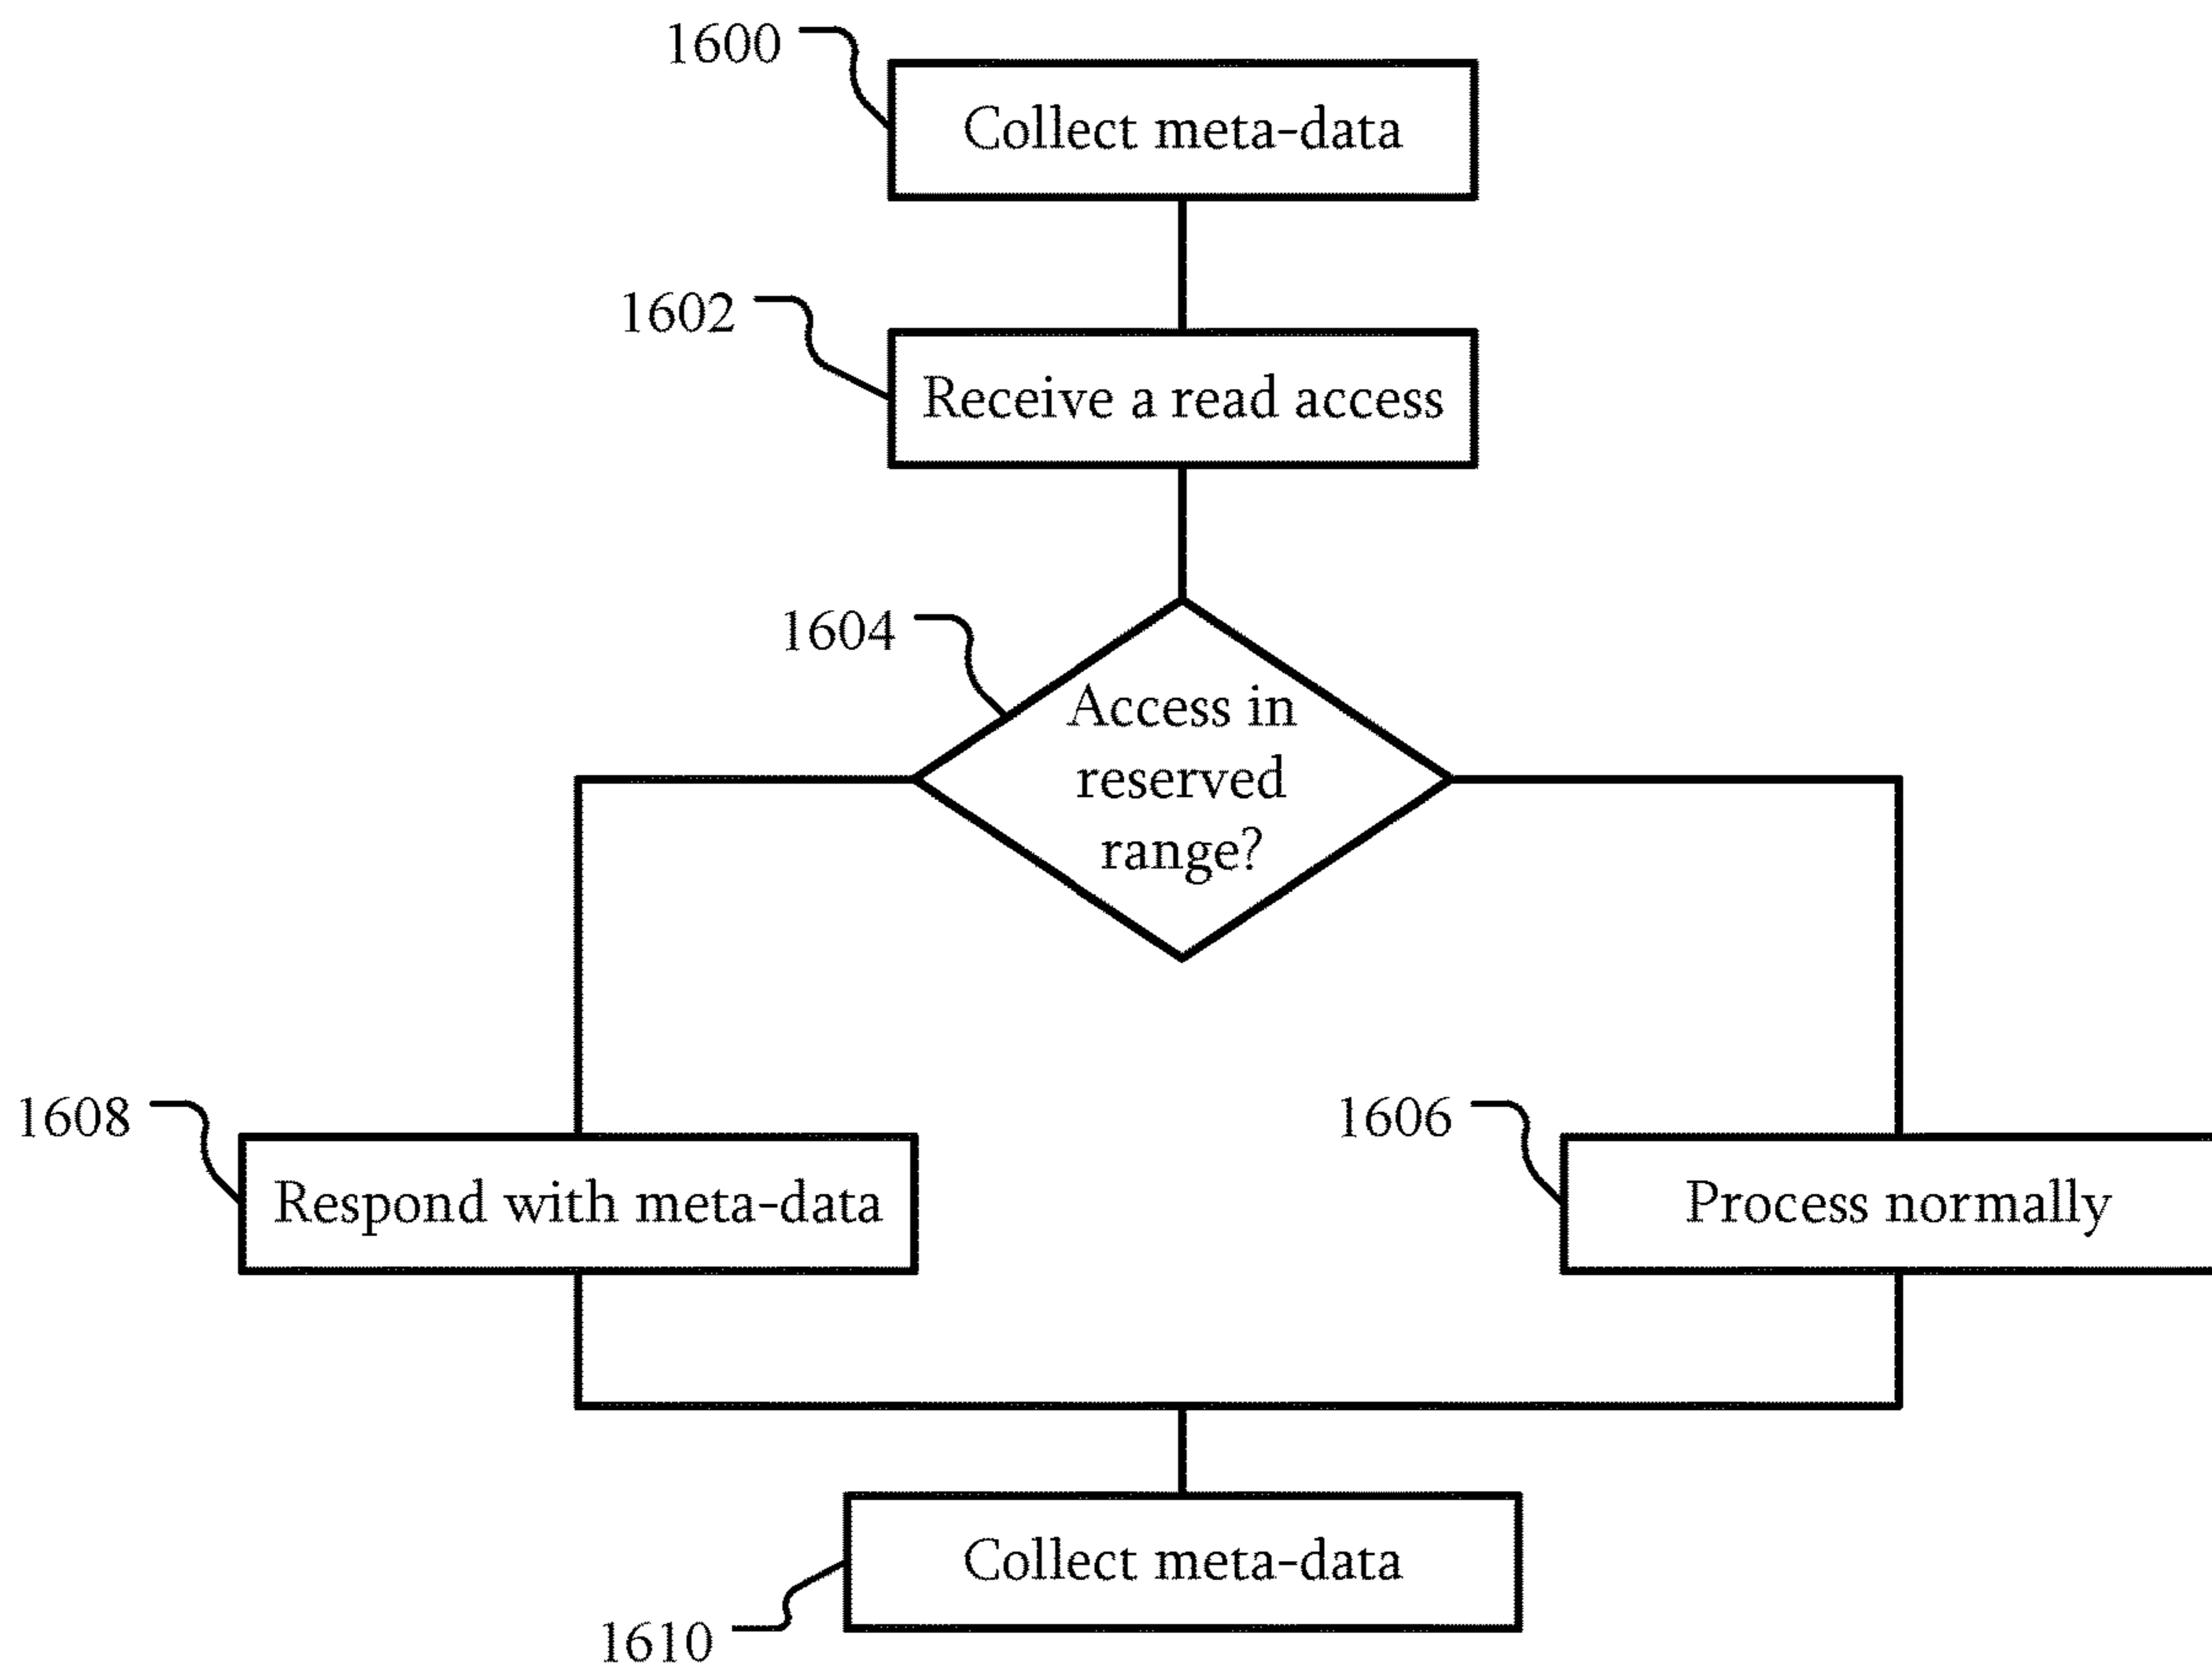 1600
Collect meta-data
1602
Receive a read access
1604
Access in
reserved
range?
1608
Respond with meta-data
1606
Process normally
Collect meta-data
1610